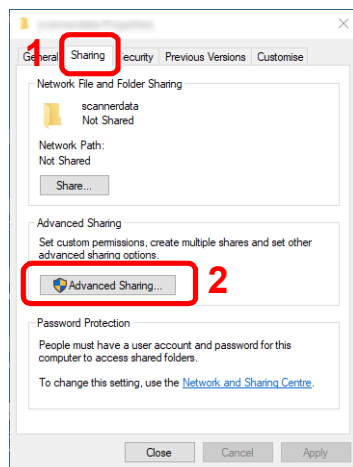 1
General Sharing Security Previous Versions Customise
Network File and Folder Sharing
scannerdata
Not Shared
Network Path:
Not Shared
Share...
Advanced Sharing
Set custom permissions, create multiple shares and set other
advanced sharing options.
Advanced Sharing...
2
Password Protection
People must have a user account and password for this
computer to access shared folders.
To change this setting, use the Network and Sharing Centre.
Close Cancel Apply